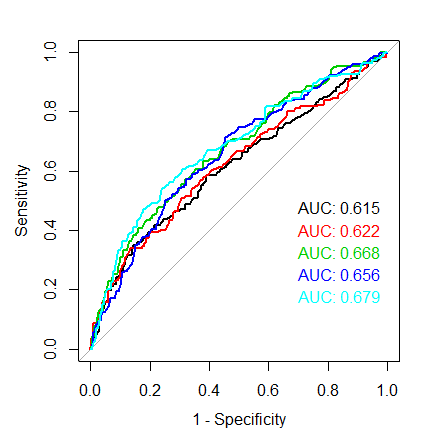 1.0
0.8
0.6
0.4
0.2
0.0
Sensitivity
AUC: 0.615
AUC: 0.622
AUC: 0.668
AUC: 0.656
AUC: 0.679
0.0 0.2 0.4 0.6 0.8 1.0
1 - Specificity